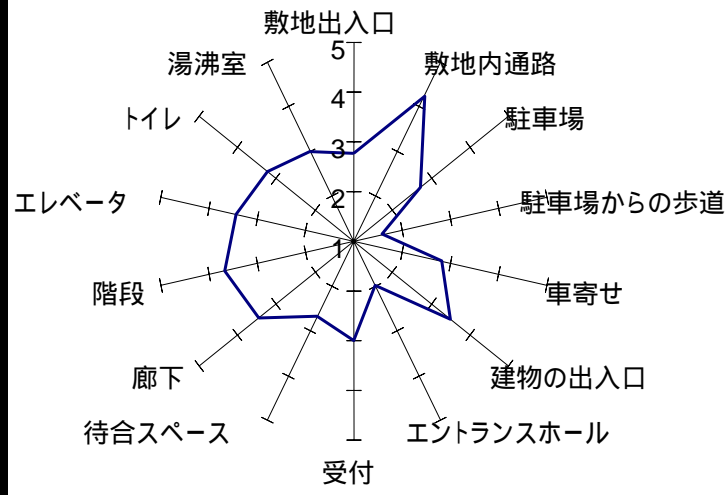 敷地出入口
敷地内通路
駐車場
駐車場からの歩道
車寄せ
建物の出入口
エントランスホール
受付
待合スペース
廊下
階段
エレベータ
トイレ
湯沸室
5
4
3
2
1